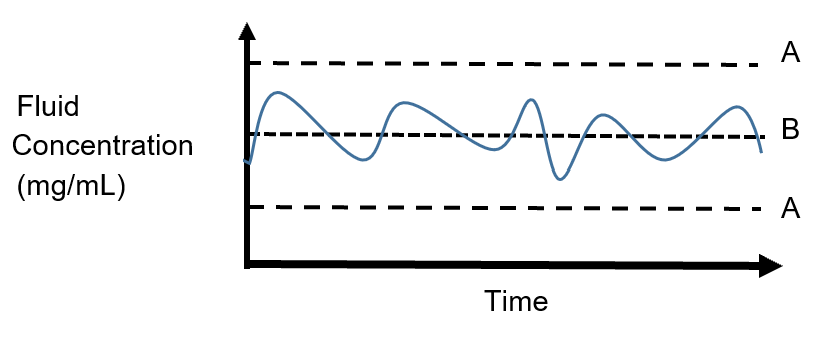 A
Fluid
Concentration
(mg/mL)
B
A
Time